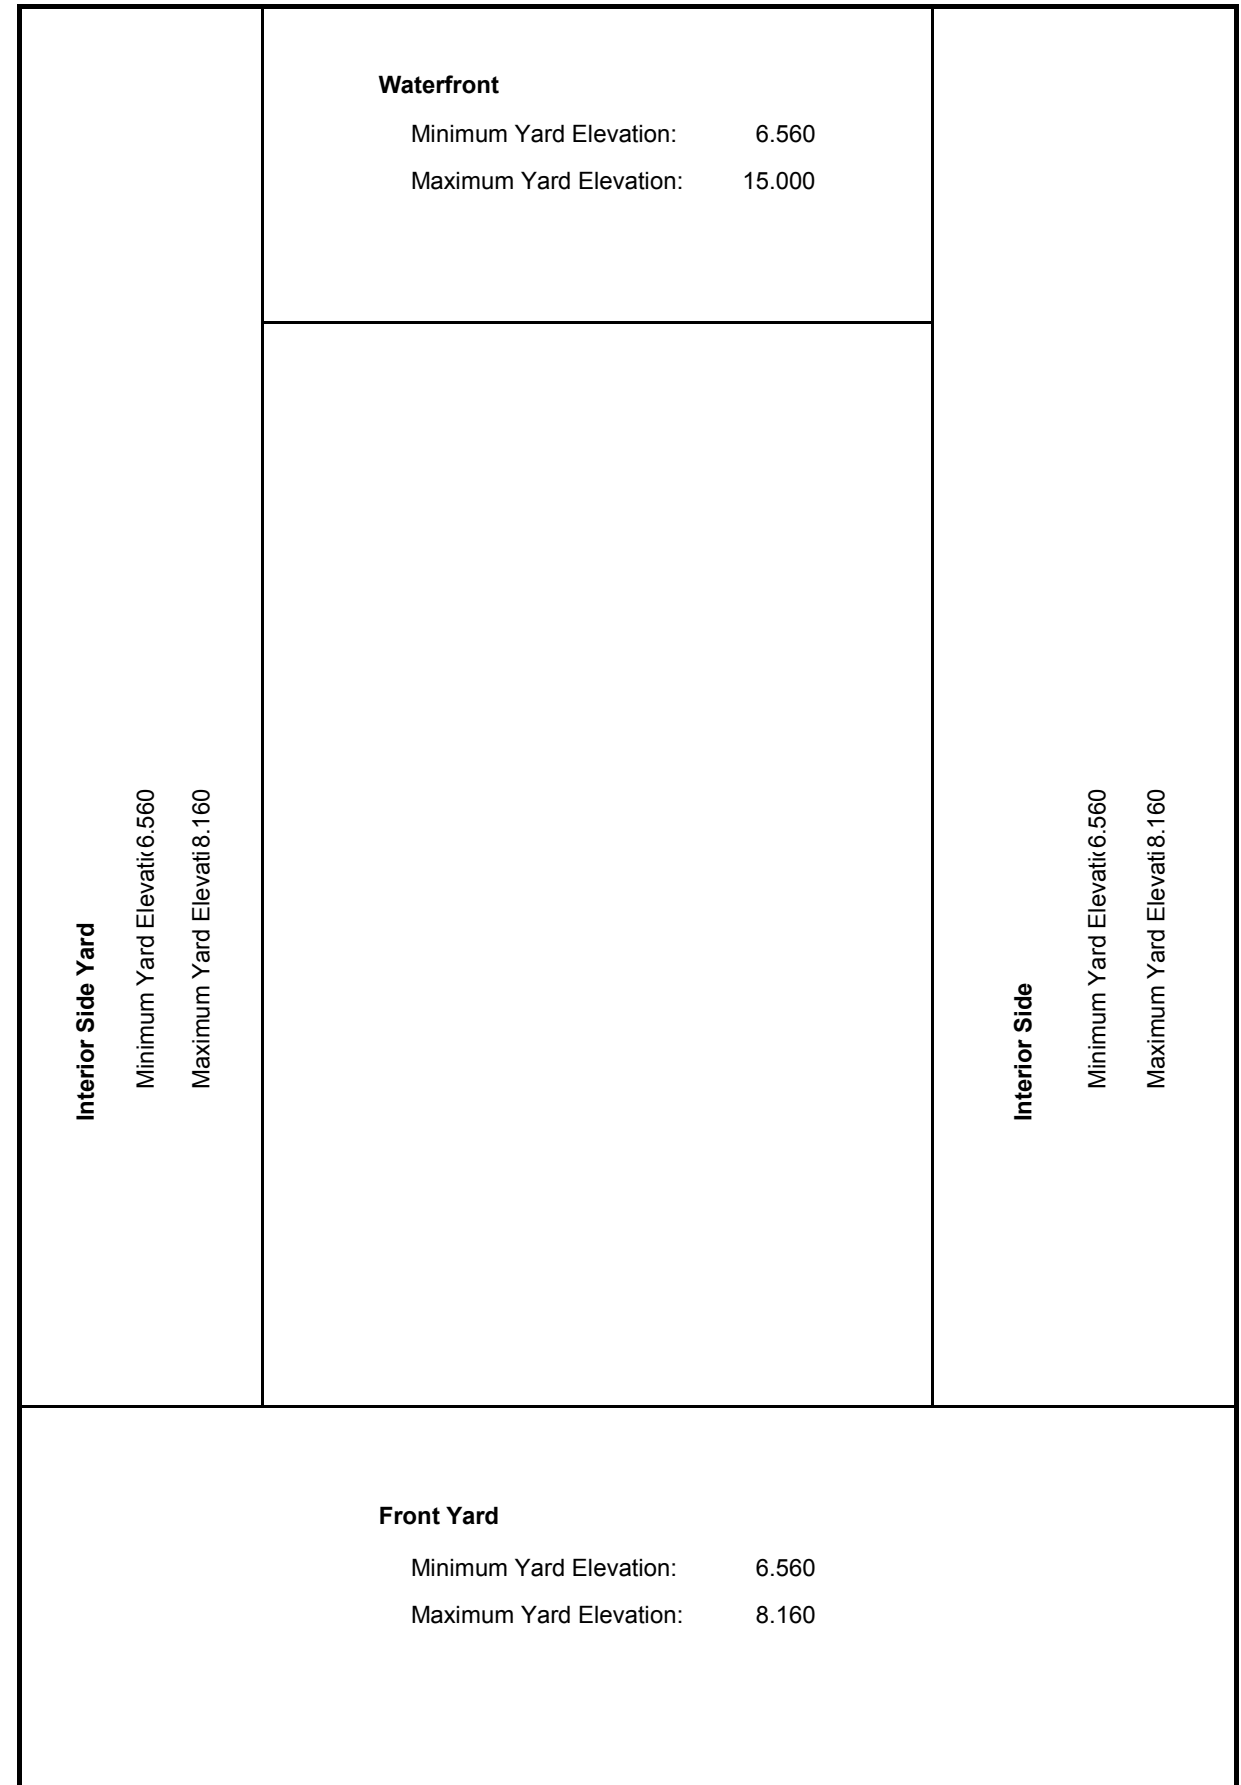 Waterfront
Minimum Yard Elevation: 6.560
Maximum Yard Elevation: 15.000
Interior Side Yard
Minimum Yard Elevati 6.560
Maximum Yard Elevati 8.160
Interior Side
Minimum Yard Elevati 6.560
Maximum Yard Elevati 8.160
Front Yard
Minimum Yard Elevation: 6.560
Maximum Yard Elevation: 8.160